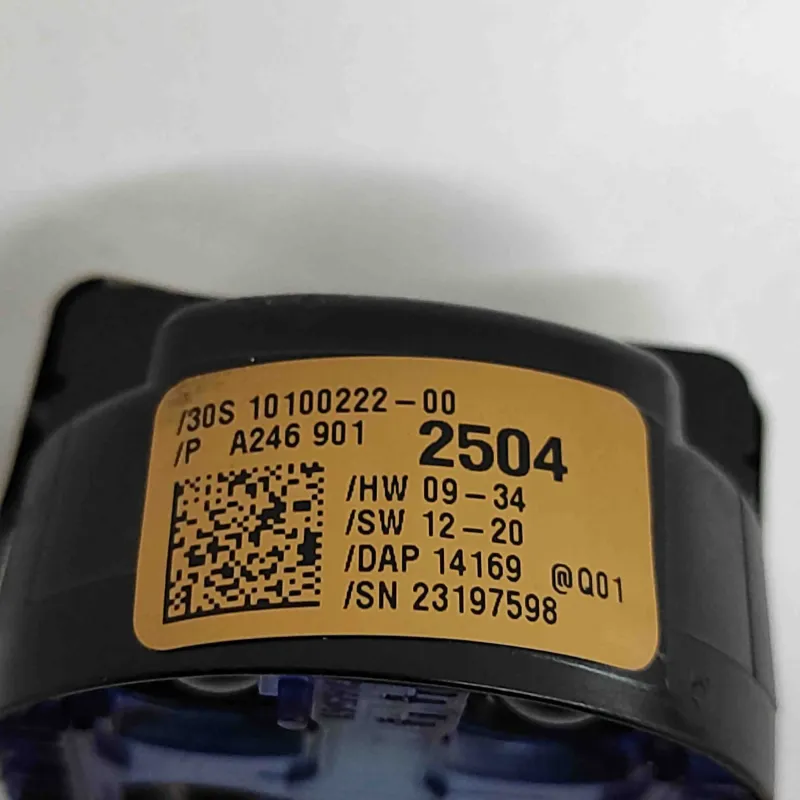 /30S 10100222-00
/P A246 901 2504
/HW 09-34
/SW 12-20
/DAP 14169 @Q01
/SN 23197598